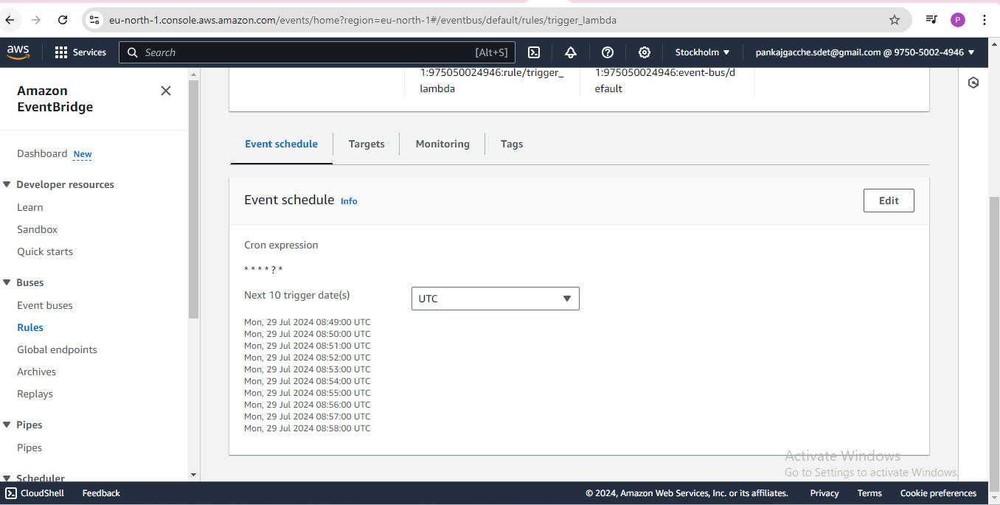 eu-north-1.console.aws.amazon.com/events/home?region=eu-north-1#/eventbus/default/rules/trigger_lambda
P
aws
Services
Search
[Alt+S]
Stockholm ▼
pankajgacche.sdet@gmail.com @ 9750-5002-4946 ▼
Amazon
EventBridge
Dashboard New
Developer resources
Learn
Sandbox
Quick starts
Buses
Event buses
Rules
Global endpoints
Archives
Replays
Pipes
Pipes
Scheduler
1:975050024946:rule/trigger_
lambda
1:975050024946:event-bus/d
efault
Event schedule
Targets
Monitoring
Tags
Event schedule Info
Edit
Cron expression
* * * * ? *
Next 10 trigger date(s)
UTC
Mon, 29 Jul 2024 08:49:00 UTC
Mon, 29 Jul 2024 08:50:00 UTC
Mon, 29 Jul 2024 08:51:00 UTC
Mon, 29 Jul 2024 08:52:00 UTC
Mon, 29 Jul 2024 08:53:00 UTC
Mon, 29 Jul 2024 08:54:00 UTC
Mon, 29 Jul 2024 08:55:00 UTC
Mon, 29 Jul 2024 08:56:00 UTC
Mon, 29 Jul 2024 08:57:00 UTC
Mon, 29 Jul 2024 08:58:00 UTC
Activate Windows
Go to Settings to activate Windows.
CloudShell
Feedback
© 2024, Amazon Web Services, Inc. or its affiliates.
Privacy
Terms
Cookie preferences